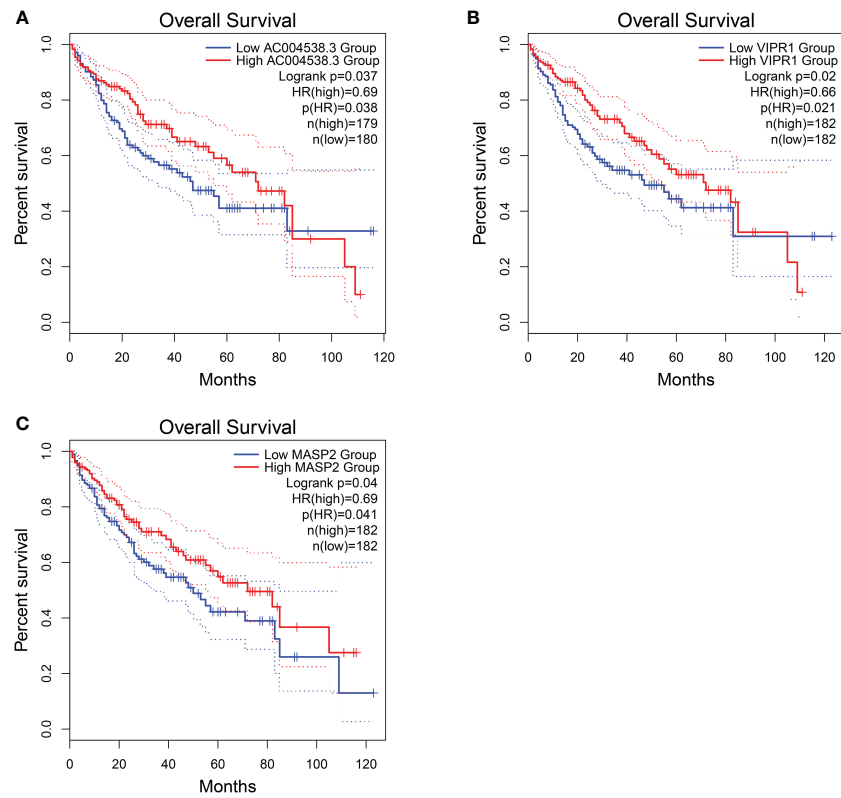 A
Overall Survival
Low AC004538.3 Group
High AC004538.3 Group
Logrank p=0.037
HR(high)=0.69
p(HR)=0.038
n(high)=179
n(low)=180
Percent survival
1.0
0.8
0.6
0.4
0.2
0.0
0 20 40 60 80 100 120
Months
B
Overall Survival
Low VIPR1 Group
High VIPR1 Group
Logrank p=0.02
HR(high)=0.66
p(HR)=0.021
n(high)=182
n(low)=182
Percent survival
1.0
0.8
0.6
0.4
0.2
0.0
0 20 40 60 80 100 120
Months
C
Overall Survival
Low MASP2 Group
High MASP2 Group
Logrank p=0.04
HR(high)=0.69
p(HR)=0.041
n(high)=182
n(low)=182
Percent survival
1.0
0.8
0.6
0.4
0.2
0.0
0 20 40 60 80 100 120
Months